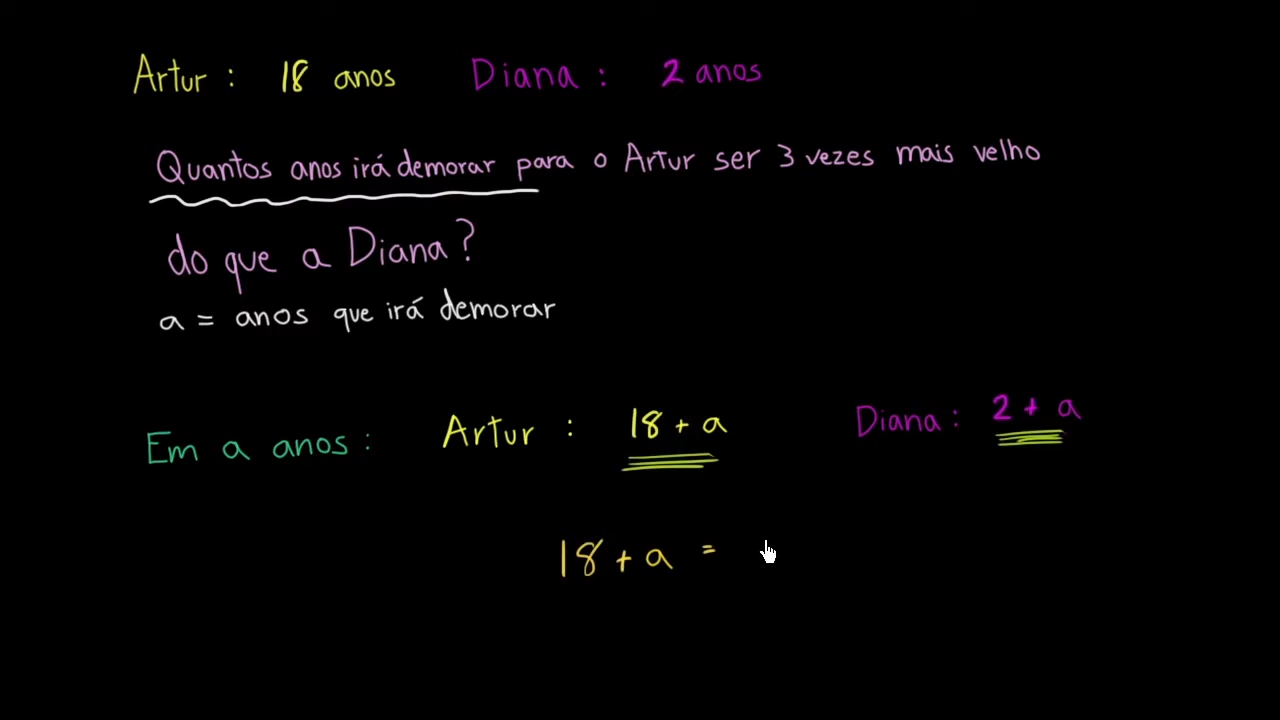 Artur : 18 anos Diana : 2 anos
Quantos anos irá demorar para o Artur ser 3 vezes mais velho
do que a Diana?
a = anos que irá demorar
Em a anos : Artur : 18 + a Diana : 2 + a
18 + a =